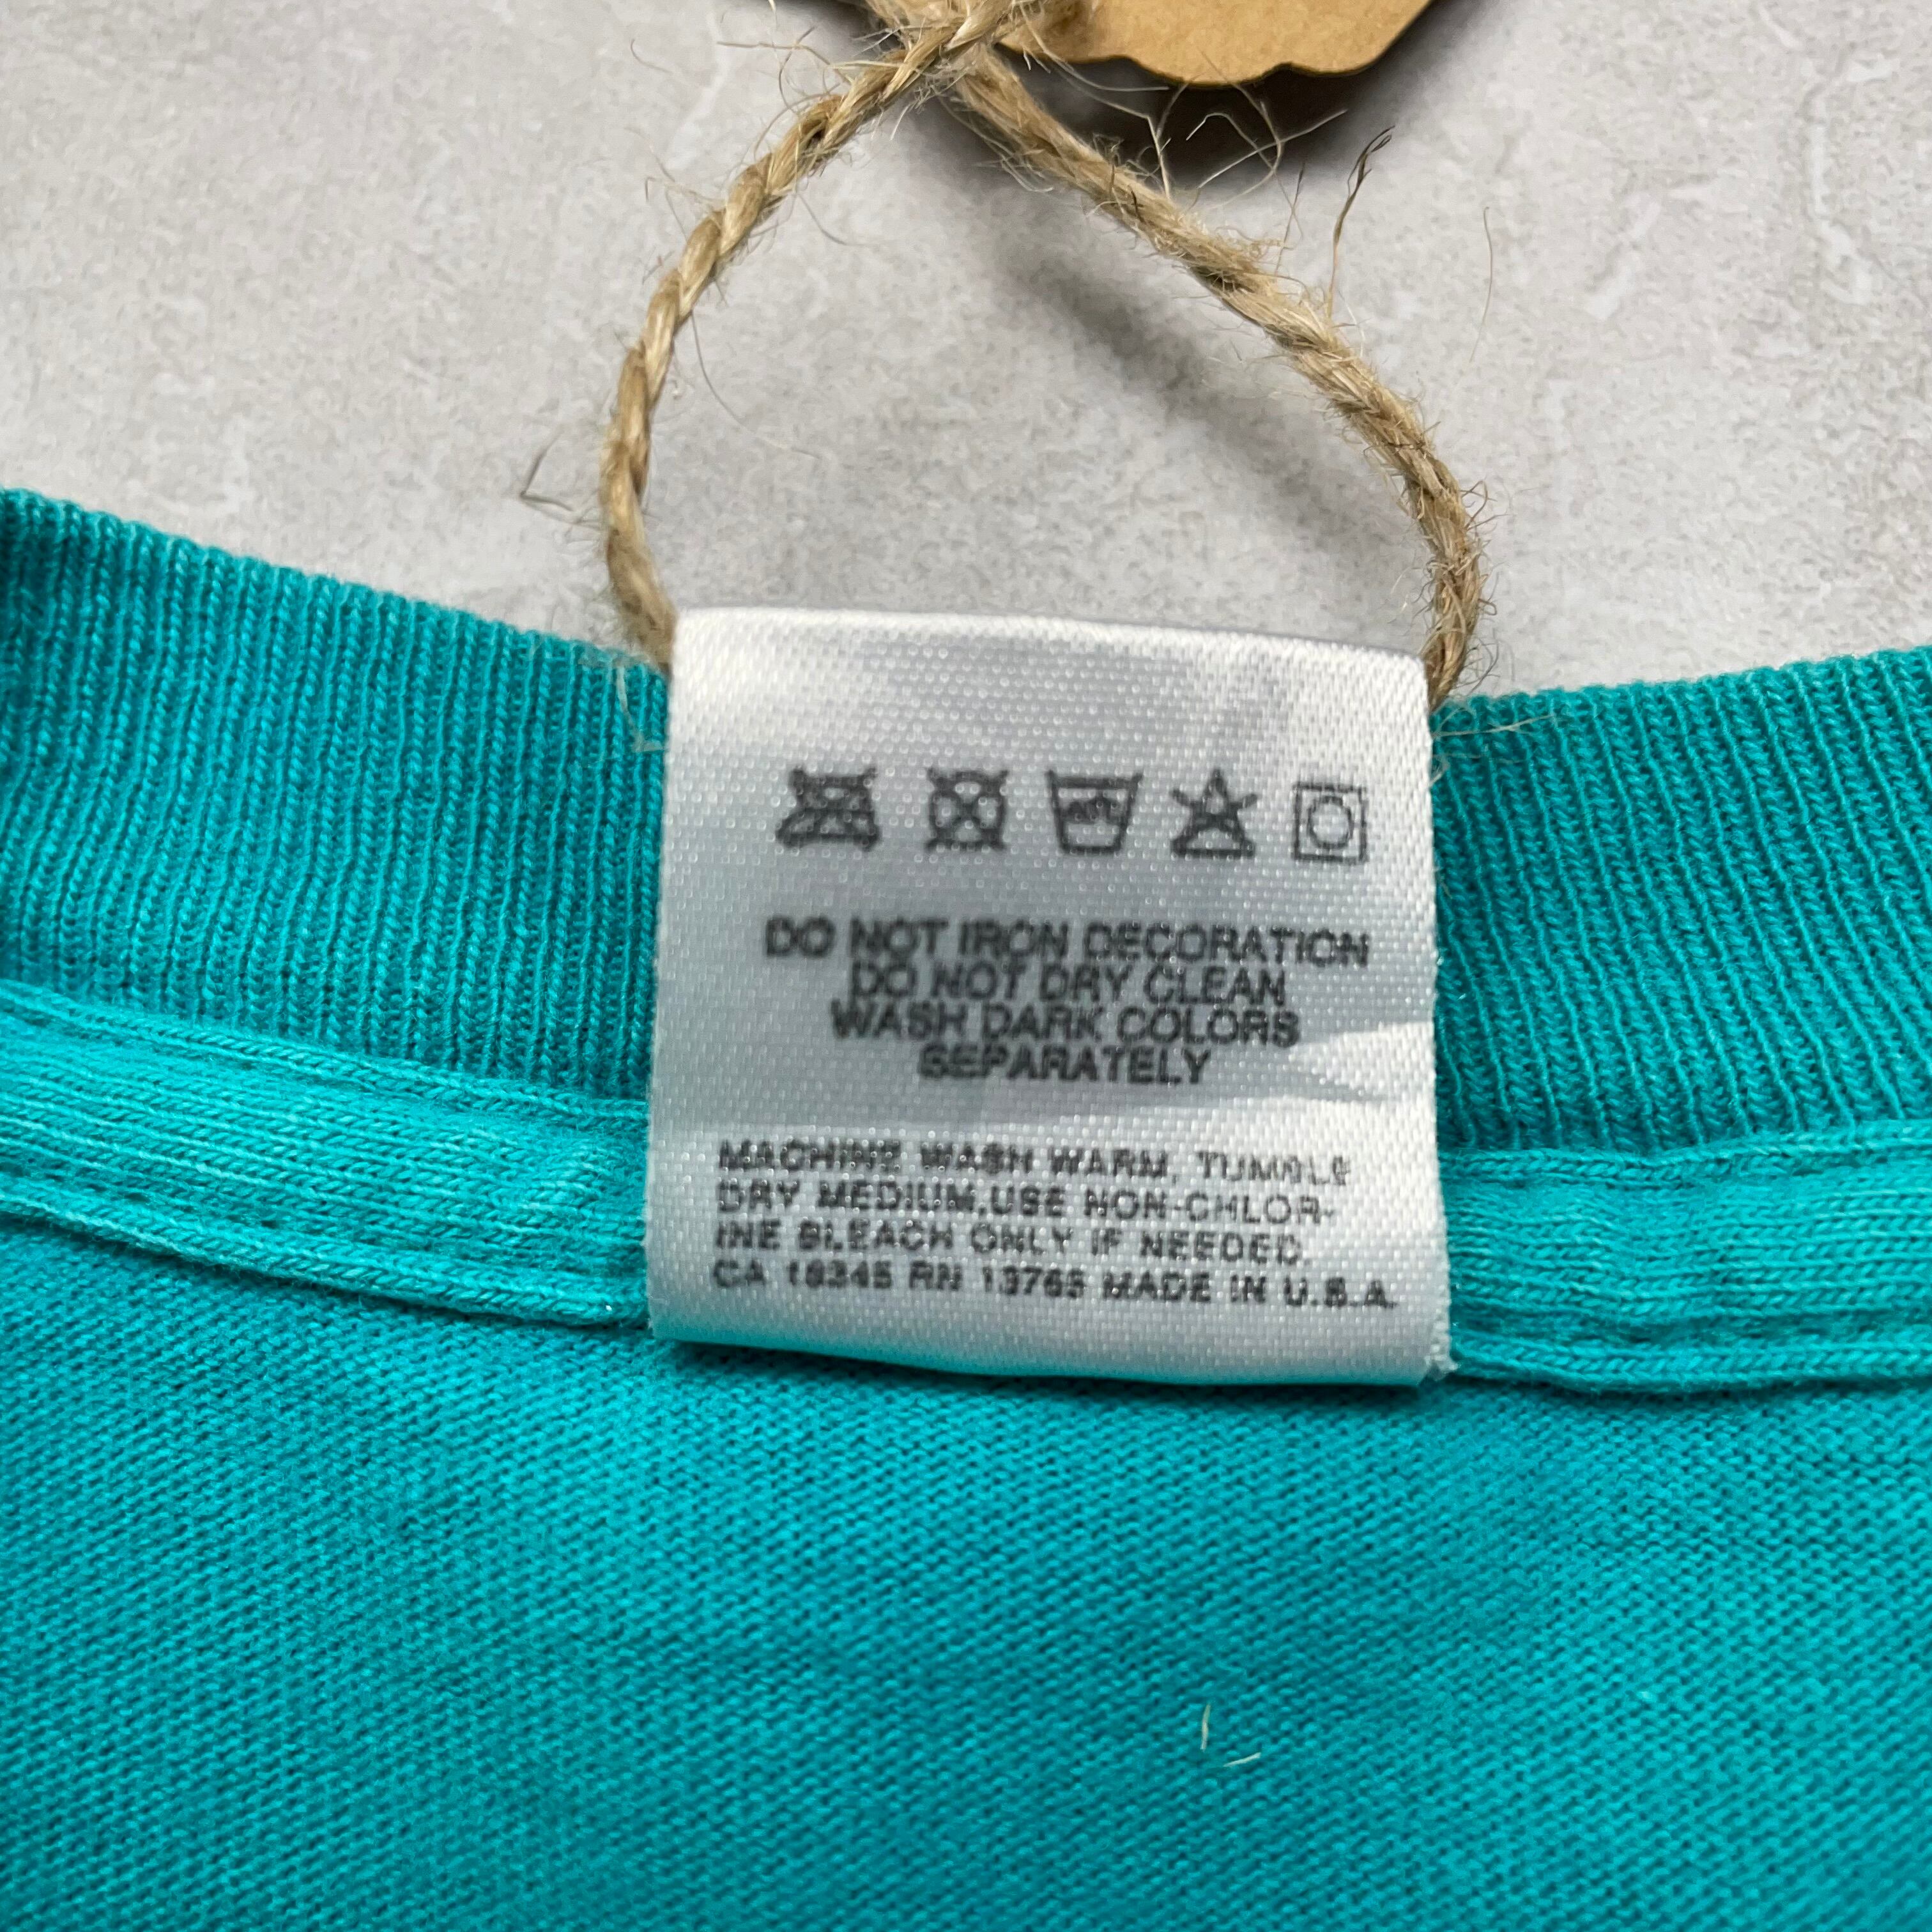 DO NOT IRON DECORATION
DO NOT DRY CLEAN
WASH DARK COLORS
SEPARATELY
MACHINE WASH WARM, TUMBLE
DRY MEDIUM,USE NON-CHLOR-
INE BLEACH ONLY IF NEEDED.
CA 18345 RN 13765 MADE IN U.S.A.